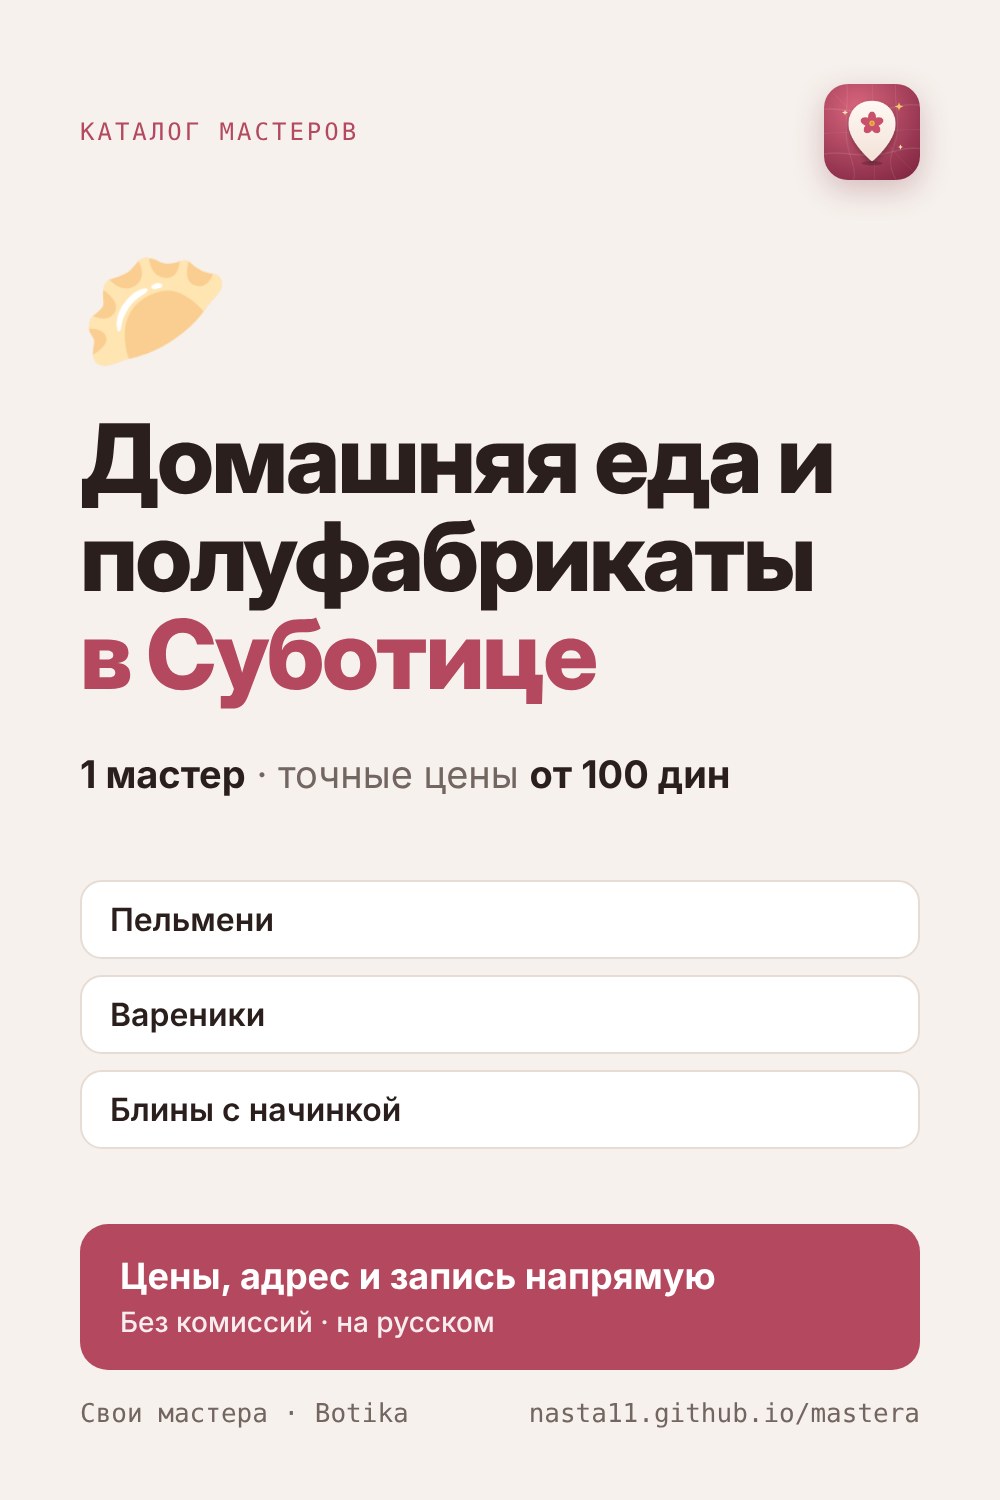 КАТАЛОГ МАСТЕРОВ
Домашняя еда и
полуфабрикаты
в Суботице
1 мастер · точные цены от 100 дин
Пельмени
Вареники
Блины с начинкой
Цены, адрес и запись напрямую
Без комиссий · на русском
Свои мастера · Botika
nasta11.github.io/mastera